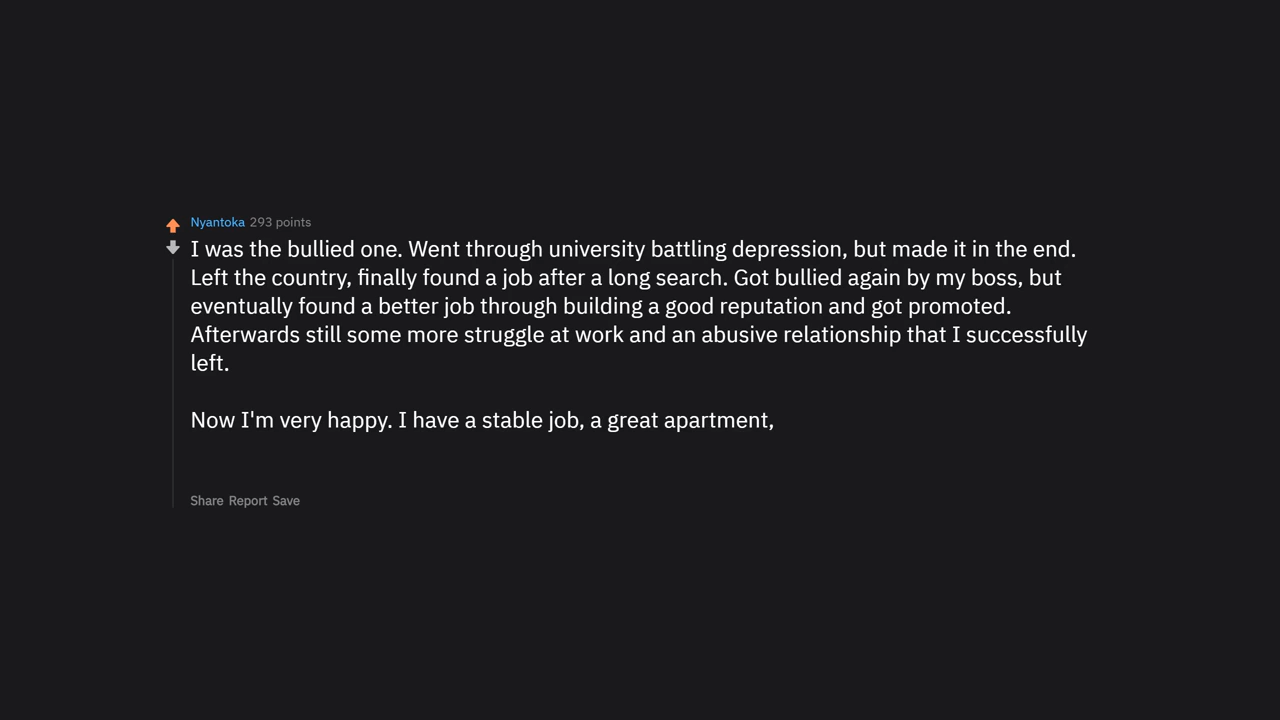 Nyantoka 293 points
I was the bullied one. Went through university battling depression, but made it in the end.
Left the country, finally found a job after a long search. Got bullied again by my boss, but
eventually found a better job through building a good reputation and got promoted.
Afterwards still some more struggle at work and an abusive relationship that I successfully
left.
Now I'm very happy. I have a stable job, a great apartment,
Share Report Save